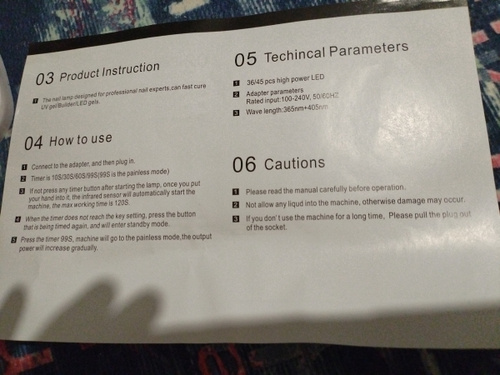 03 Product Instruction
1 The nail lamp designed for professional nail experts,can fast cure
UV gel/Builder/LED gels.
04 How to use
1 Connect to the adapter, and then plug in.
2 Timer is 10S/30S/60S/99S(99S is the painless mode)
3 If not press any timer button after starting the lamp, once you put
your hand into it, the infrared sensor will automatically start the
machine, the max working time is 120S.
4 When the timer does not reach the key setting, press the button
that is being timed again, and will enter standby mode.
5 Press the timer 99S, machine will go to the painless mode,the output
power will increase gradually.
05 Techincal Parameters
1 36/45 pcs high power LED
2 Adapter parameters
Rated input:100-240V, 50/60HZ
3 Wave length:365nm+405nm
06 Cautions
1 Please read the manual carefully before operation.
2 Not allow any liqud into the machine, otherwise damage may occur.
3 If you don't use the machine for a long time, Please pull the plug out
of the socket.